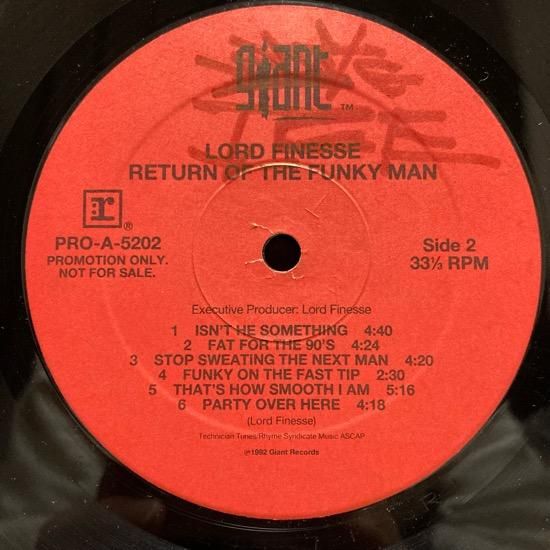 giant
TM
LORD FINESSE
RETURN OF THE FUNKY MAN
r ®
PRO-A-5202
PROMOTION ONLY.
NOT FOR SALE.
Side 2
33⅓ RPM
Executive Producer: Lord Finesse
1 ISN'T HE SOMETHING 4:40
2 FAT FOR THE 90'S 4:24
3 STOP SWEATING THE NEXT MAN 4:20
4 FUNKY ON THE FAST TIP 2:30
5 THAT'S HOW SMOOTH I AM 5:16
6 PARTY OVER HERE 4:18
(Lord Finesse)
Technician Tunes/Rhyme Syndicate Music ASCAP
℗1992 Giant Records